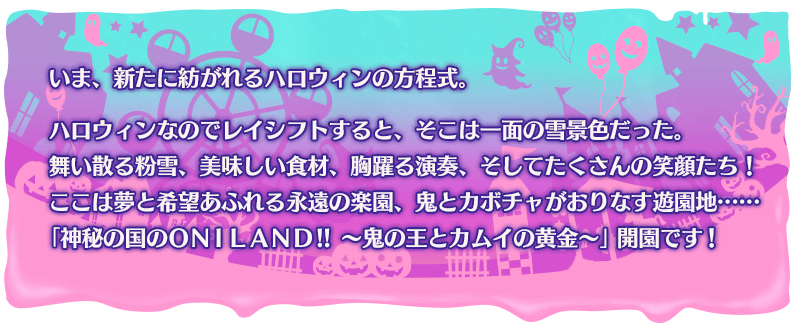 いま、新たに紡がれるハロウィンの方程式。
ハロウィンなのでレイシフトすると、そこは一面の雪景色だった。
舞い散る粉雪、美味しい食材、胸躍る演奏、そしてたくさんの笑顔たち！
ここは夢と希望あふれる永遠の楽園、鬼とカボチャがおりなす遊園地……
「神秘の国のＯＮＩＬＡＮＤ!! ～鬼の王とカムイの黄金～」開園です！